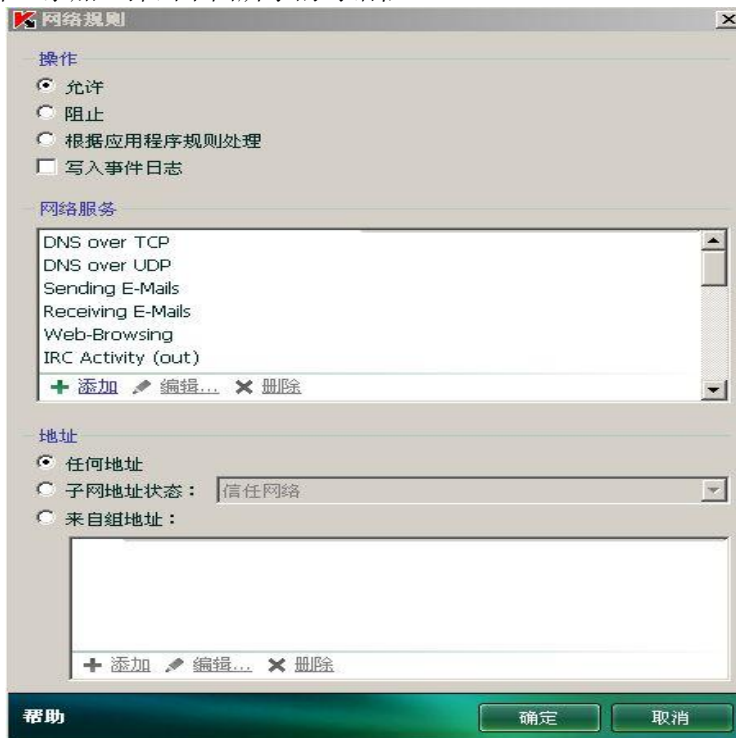 网络规则
操作
允许
阻止
根据应用程序规则处理
写入事件日志
网络服务
DNS over TCP
DNS over UDP
Sending E-Mails
Receiving E-Mails
Web-Browsing
IRC Activity (out)
添加 编辑... 删除
地址
任何地址
子网地址状态： 信任网络
来自组地址：
添加 编辑... 删除
帮助 确定 取消